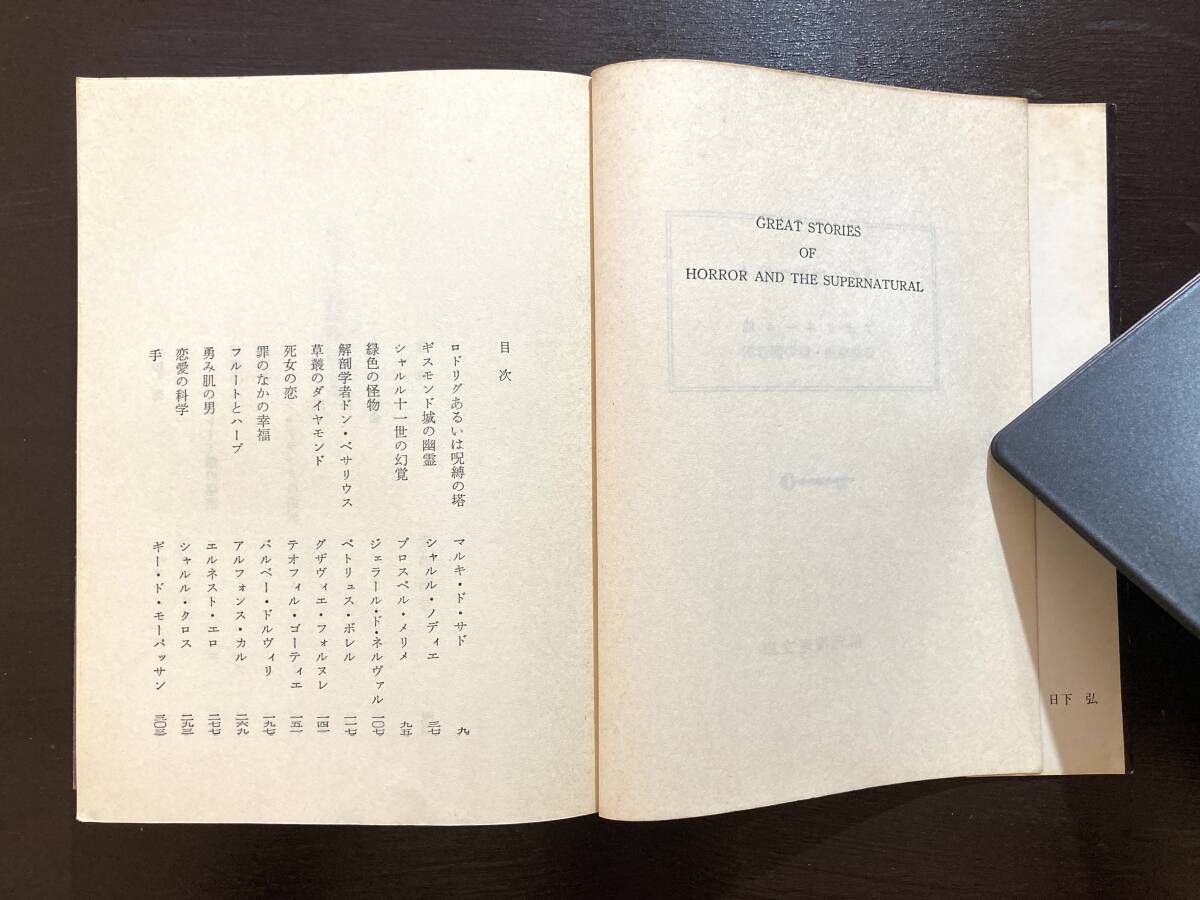 GREAT STORIES
OF
HORROR AND THE SUPERNATURAL
日下 弘
目次
ロドリグあるいは呪縛の塔 マルキ・ド・サド 九
ギスモンド城の幽霊 シャルル・ノディエ 三七
シャルル十一世の幻覚 プロスペル・メリメ 九五
緑色の怪物 ジェラール・ド・ネルヴァル 一〇七
解剖学者ドン・ベサリウス ペトリュス・ボレル 一一七
草叢のダイヤモンド グザヴィエ・フォルヌレ 一四一
死女の恋 テオフィル・ゴーティエ 一五一
罪のなかの幸福 バルベー・ドルヴィリ 一九七
フルートとハープ アルフォンス・カル 二六九
勇み肌の男 エルネスト・エロ 二七七
恋愛の科学 シャルル・クロス 二九三
手 ギー・ド・モーパッサン 三〇三